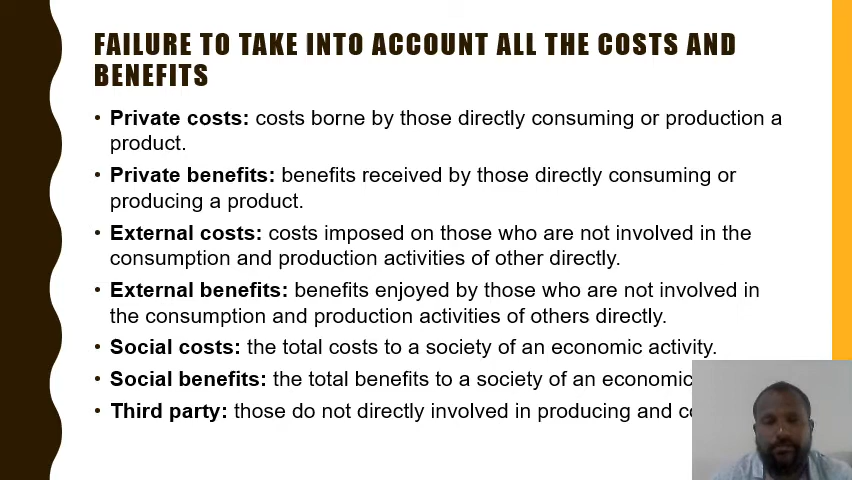 FAILURE TO TAKE INTO ACCOUNT ALL THE COSTS AND
BENEFITS
• Private costs: costs borne by those directly consuming or production a
product.
• Private benefits: benefits received by those directly consuming or
producing a product.
• External costs: costs imposed on those who are not involved in the
consumption and production activities of other directly.
• External benefits: benefits enjoyed by those who are not involved in
the consumption and production activities of others directly.
• Social costs: the total costs to a society of an economic activity.
• Social benefits: the total benefits to a society of an economic
• Third party: those do not directly involved in producing and